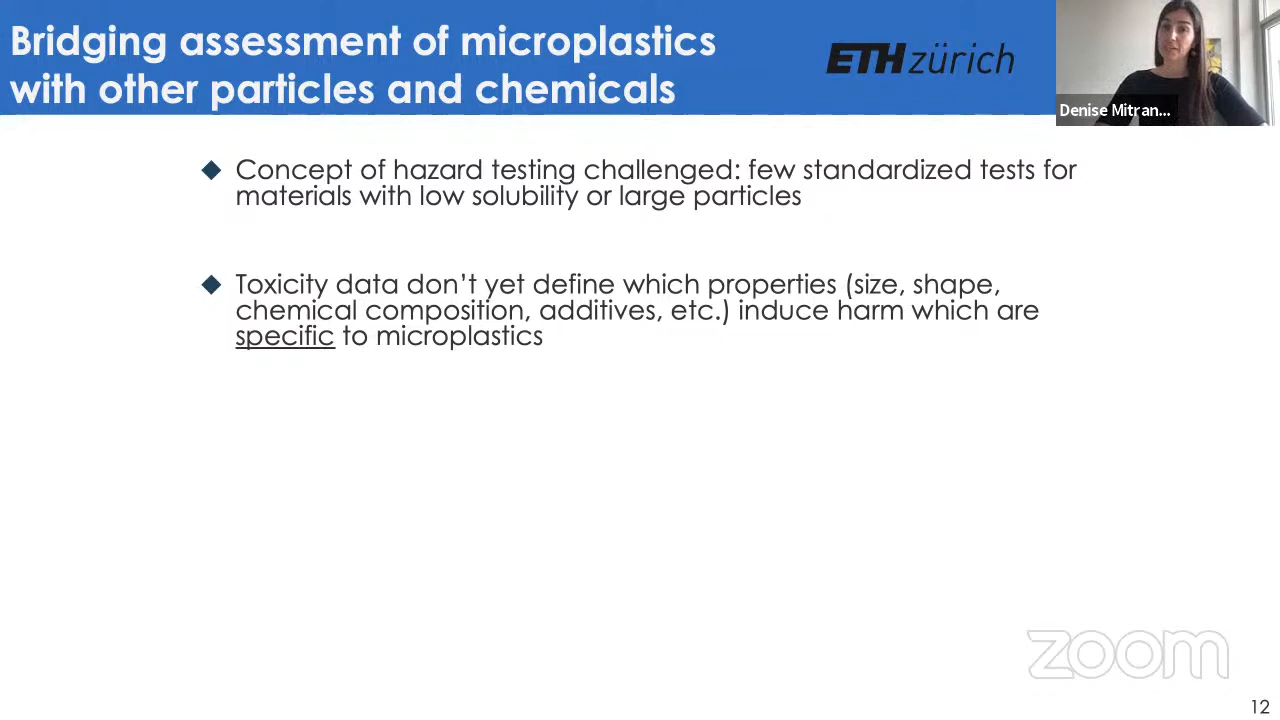 Bridging assessment of microplastics
with other particles and chemicals
ETH zürich
Denise Mitran...
Concept of hazard testing challenged: few standardized tests for
materials with low solubility or large particles
Toxicity data don’t yet define which properties (size, shape,
chemical composition, additives, etc.) induce harm which are
specific to microplastics
zoom
12